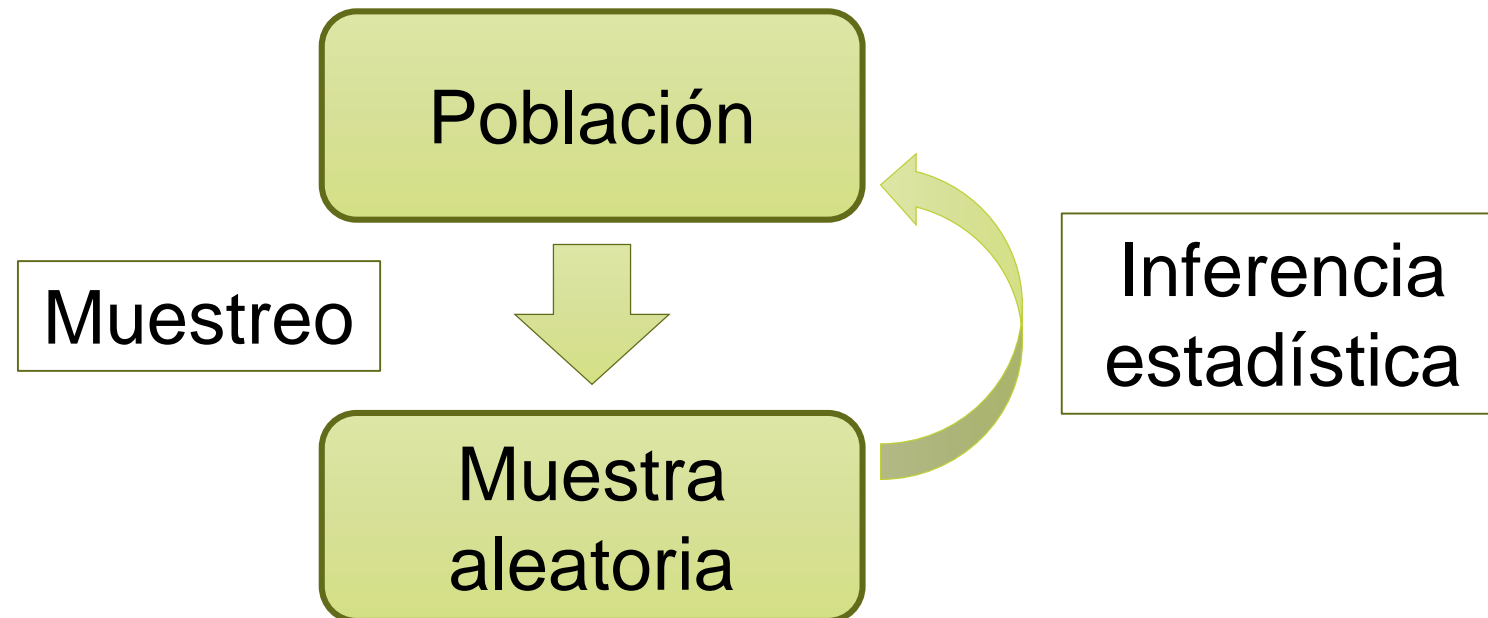 Población
Muestreo
Inferencia
estadística
Muestra
aleatoria